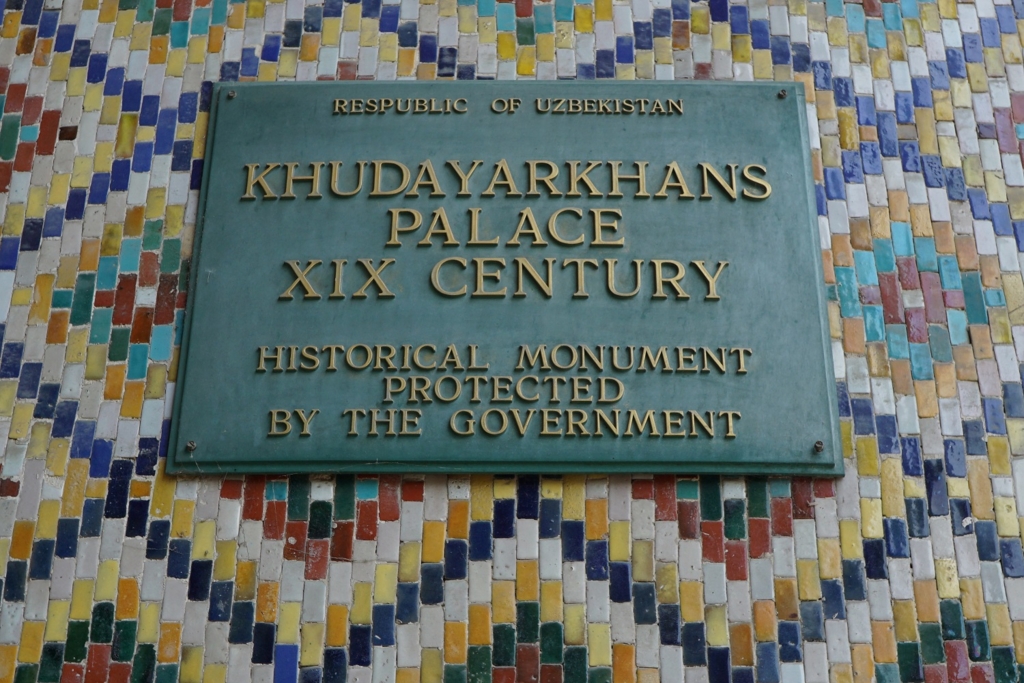 RESPUBLIC OF UZBEKISTAN
KHUDAYARKHANS
PALACE
XIX CENTURY
HISTORICAL MONUMENT
PROTECTED
BY THE GOVERNMENT